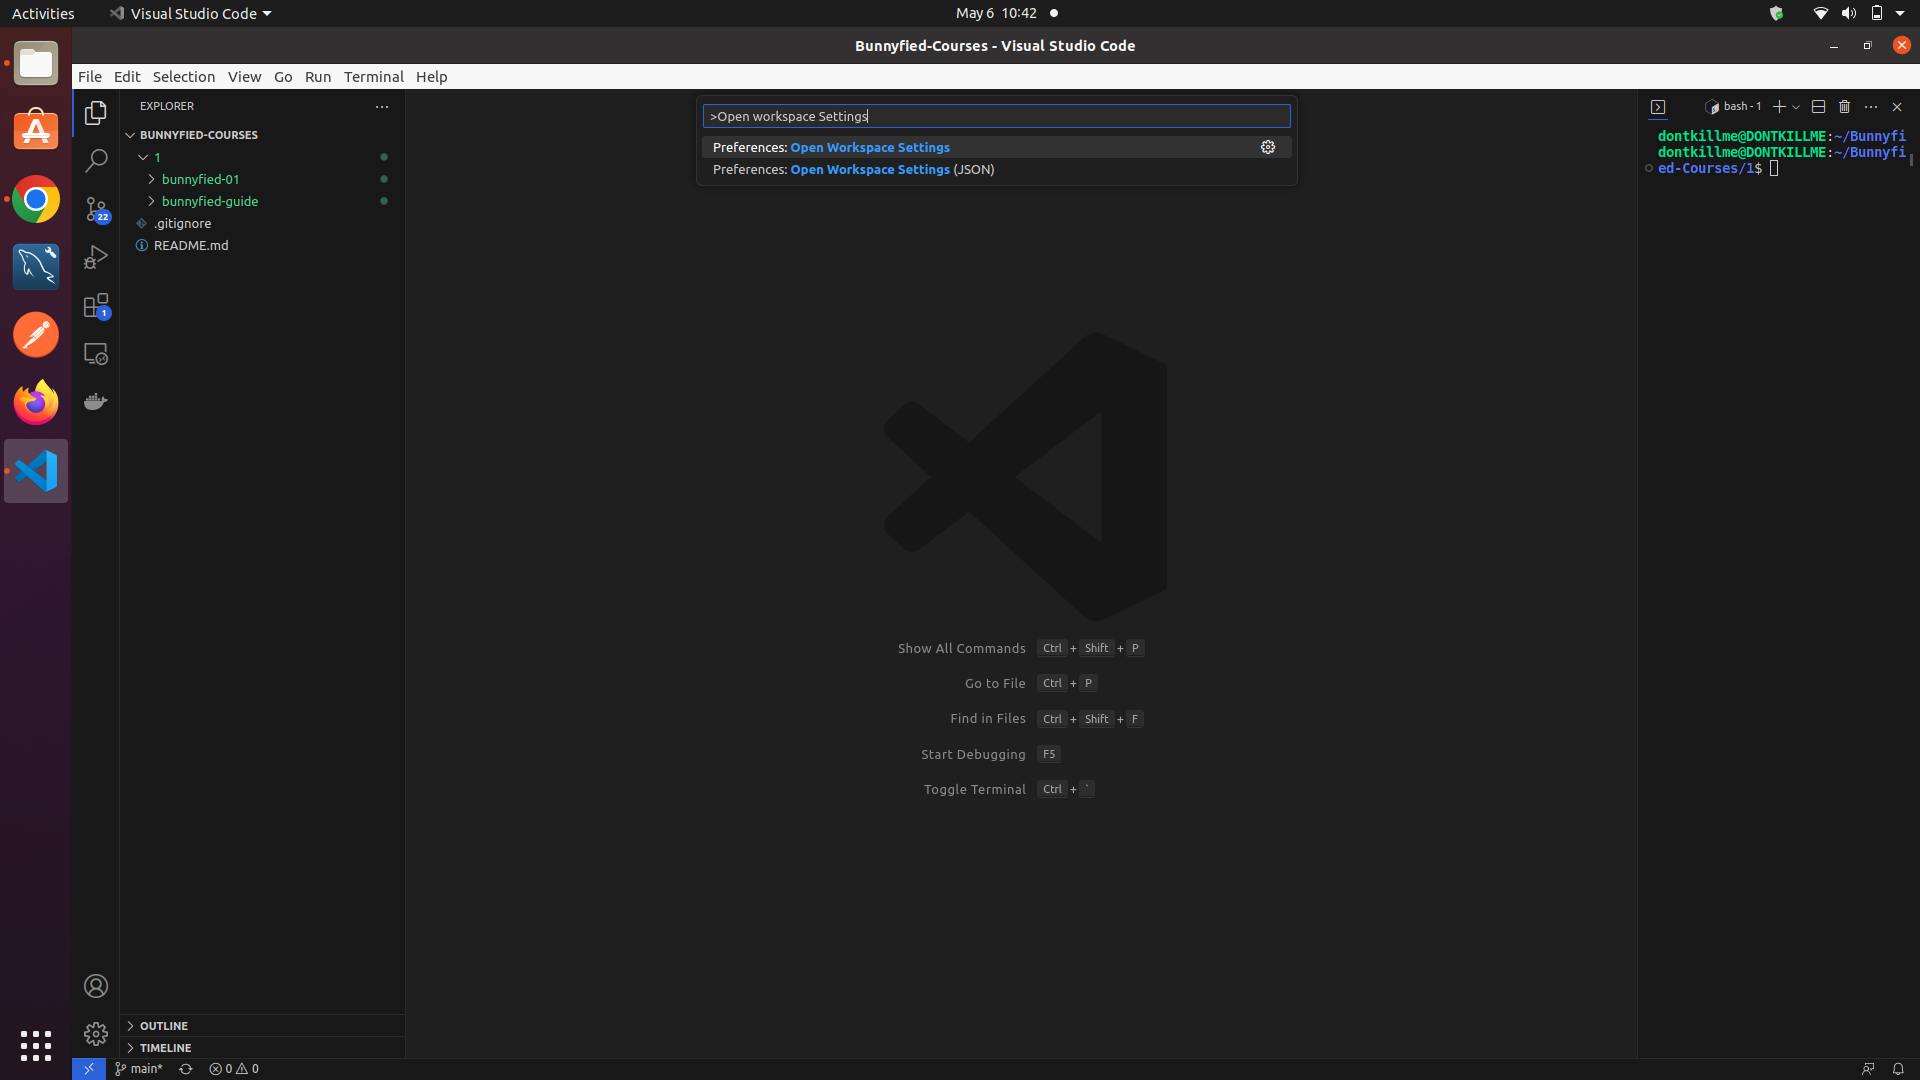 Activities
Visual Studio Code
May 6 10:42
Bunnyfied-Courses - Visual Studio Code
File Edit Selection View Go Run Terminal Help
EXPLORER
BUNNYFIED-COURSES
1
bunnyfied-01
bunnyfied-guide
.gitignore
README.md
22
1
>Open workspace Settings
Preferences: Open Workspace Settings
Preferences: Open Workspace Settings (JSON)
Show All Commands Ctrl + Shift + P
Go to File Ctrl + P
Find in Files Ctrl + Shift + F
Start Debugging F5
Toggle Terminal Ctrl + `
bash - 1
dontkillme@DONTKILLME:~/Bunnyfi
dontkillme@DONTKILLME:~/Bunnyfi
ed-Courses/1$
OUTLINE
TIMELINE
main*
0 0